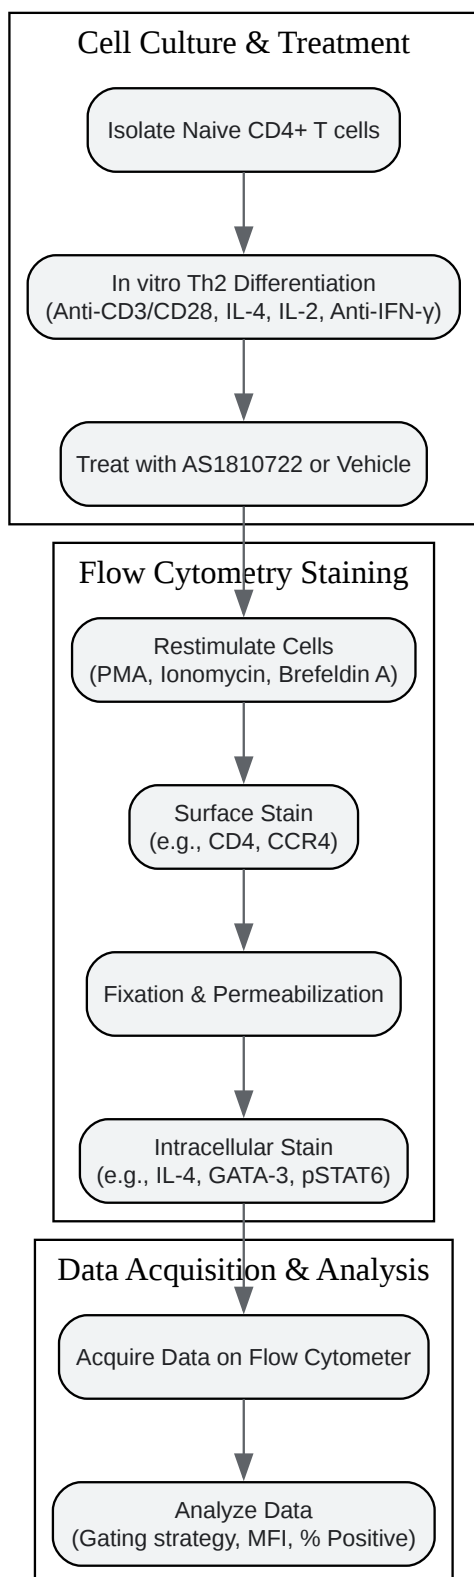 Cell Culture & Treatment
Isolate Naive CD4+ T cells
In vitro Th2 Differentiation
(Anti-CD3/CD28, IL-4, IL-2, Anti-IFN-γ)
Treat with AS1810722 or Vehicle
Flow Cytometry Staining
Restimulate Cells
(PMA, Ionomycin, Brefeldin A)
Surface Stain
(e.g., CD4, CCR4)
Fixation & Permeabilization
Intracellular Stain
(e.g., IL-4, GATA-3, pSTAT6)
Data Acquisition & Analysis
Acquire Data on Flow Cytometer
Analyze Data
(Gating strategy, MFI, % Positive)